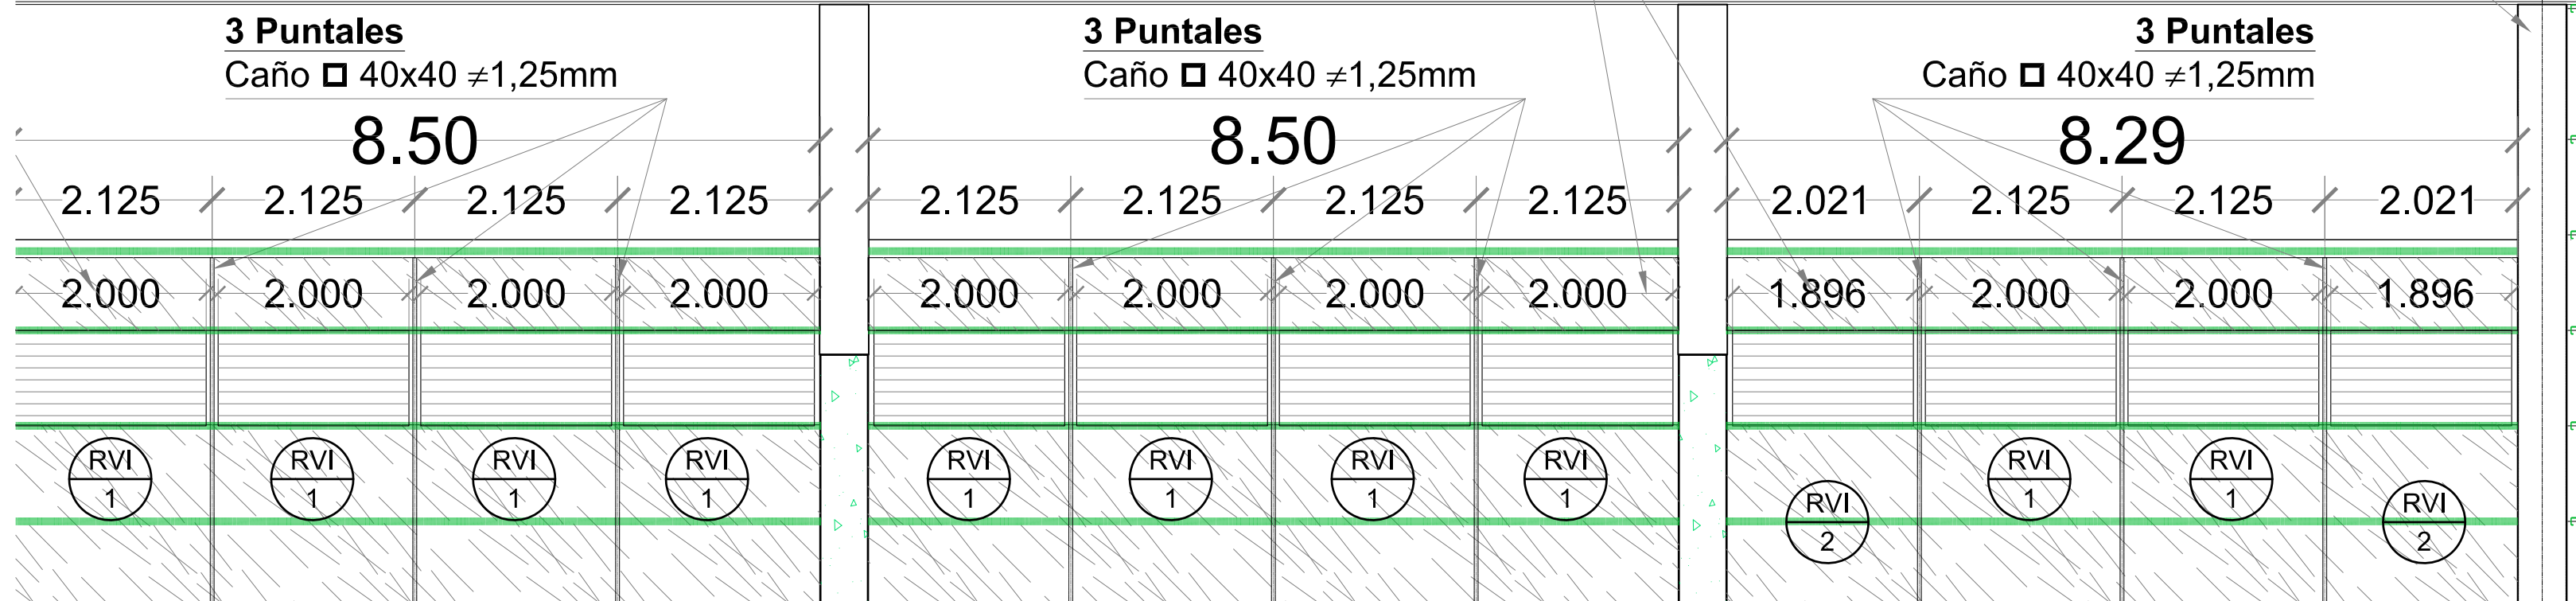 3 Puntales 3 Puntales 3 Puntales
Caño 40x40 ≠1,25mm Caño 40x40 ≠1,25mm Caño 40x40 ≠1,25mm
8.50 8.50 8.29
2.125 2.125 2.125 2.125 2.125 2.125 2.125 2.125 2.021 2.125 2.125 2.021
2.000 2.000 2.000 2.000 2.000 2.000 2.000 2.000 1.896 2.000 2.000 1.896
RVI RVI RVI RVI RVI RVI RVI RVI RVI RVI
1 1 1 1 1 1 1 1 1 1
RVI RVI
2 2